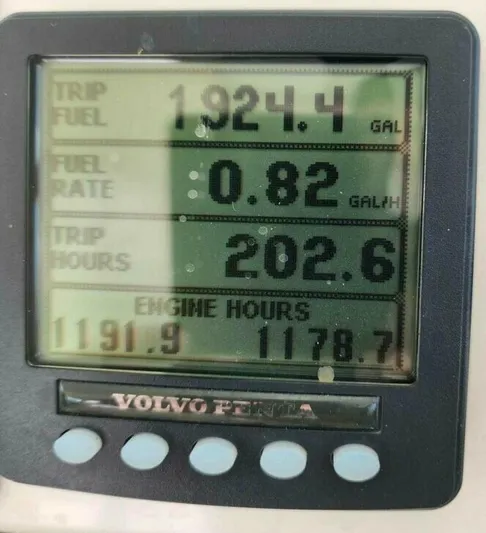 TRIP FUEL 1924.4 GAL
FUEL RATE 0.82 GAL/H
TRIP HOURS 202.6
ENGINE HOURS
1191.9 1178.7
VOLVO PENTA